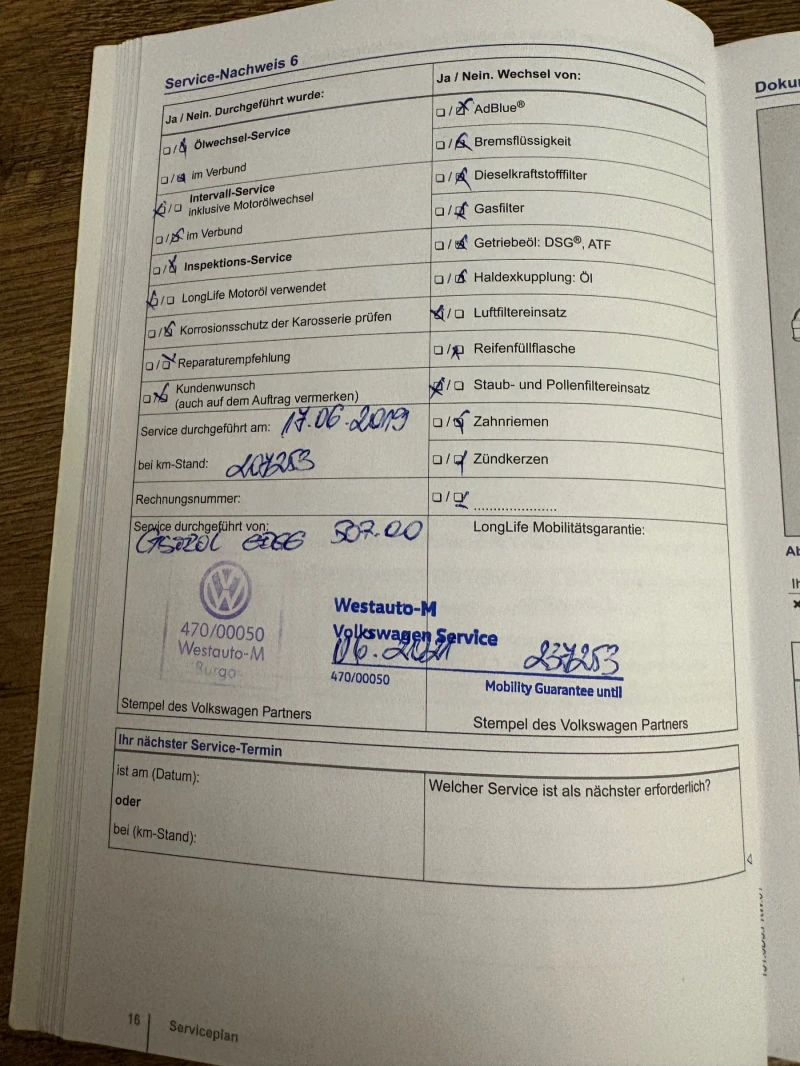 Service-Nachweis 6
Ja / Nein. Durchgeführt wurde:
Ölwechsel-Service
im Verbund
Intervall-Service
inklusive Motorölwechsel
im Verbund
Inspektions-Service
LongLife Motoröl verwendet
Korrosionsschutz der Karosserie prüfen
Reparaturempfehlung
Kundenwunsch
(auch auf dem Auftrag vermerken)
Service durchgeführt am: 17.06.2019
bei km-Stand: 207253
Rechnungsnummer:
Ja / Nein. Wechsel von:
AdBlue®
Bremsflüssigkeit
Dieselkraftstofffilter
Gasfilter
Getriebeöl: DSG®, ATF
Haldexkupplung: Öl
Luftfiltereinsatz
Reifenfüllflasche
Staub- und Pollenfiltereinsatz
Zahnriemen
Zündkerzen
....................
Service durchgeführt von:
507.00
470/00050
Westauto-M
Burgas
Stempel des Volkswagen Partners
LongLife Mobilitätsgarantie:
Westauto-M
Volkswagen Service
06.2021 237253
470/00050 Mobility Guarantee until
Stempel des Volkswagen Partners
Ihr nächster Service-Termin
ist am (Datum):
oder
bei (km-Stand):
Welcher Service ist als nächster erforderlich?
16 Serviceplan